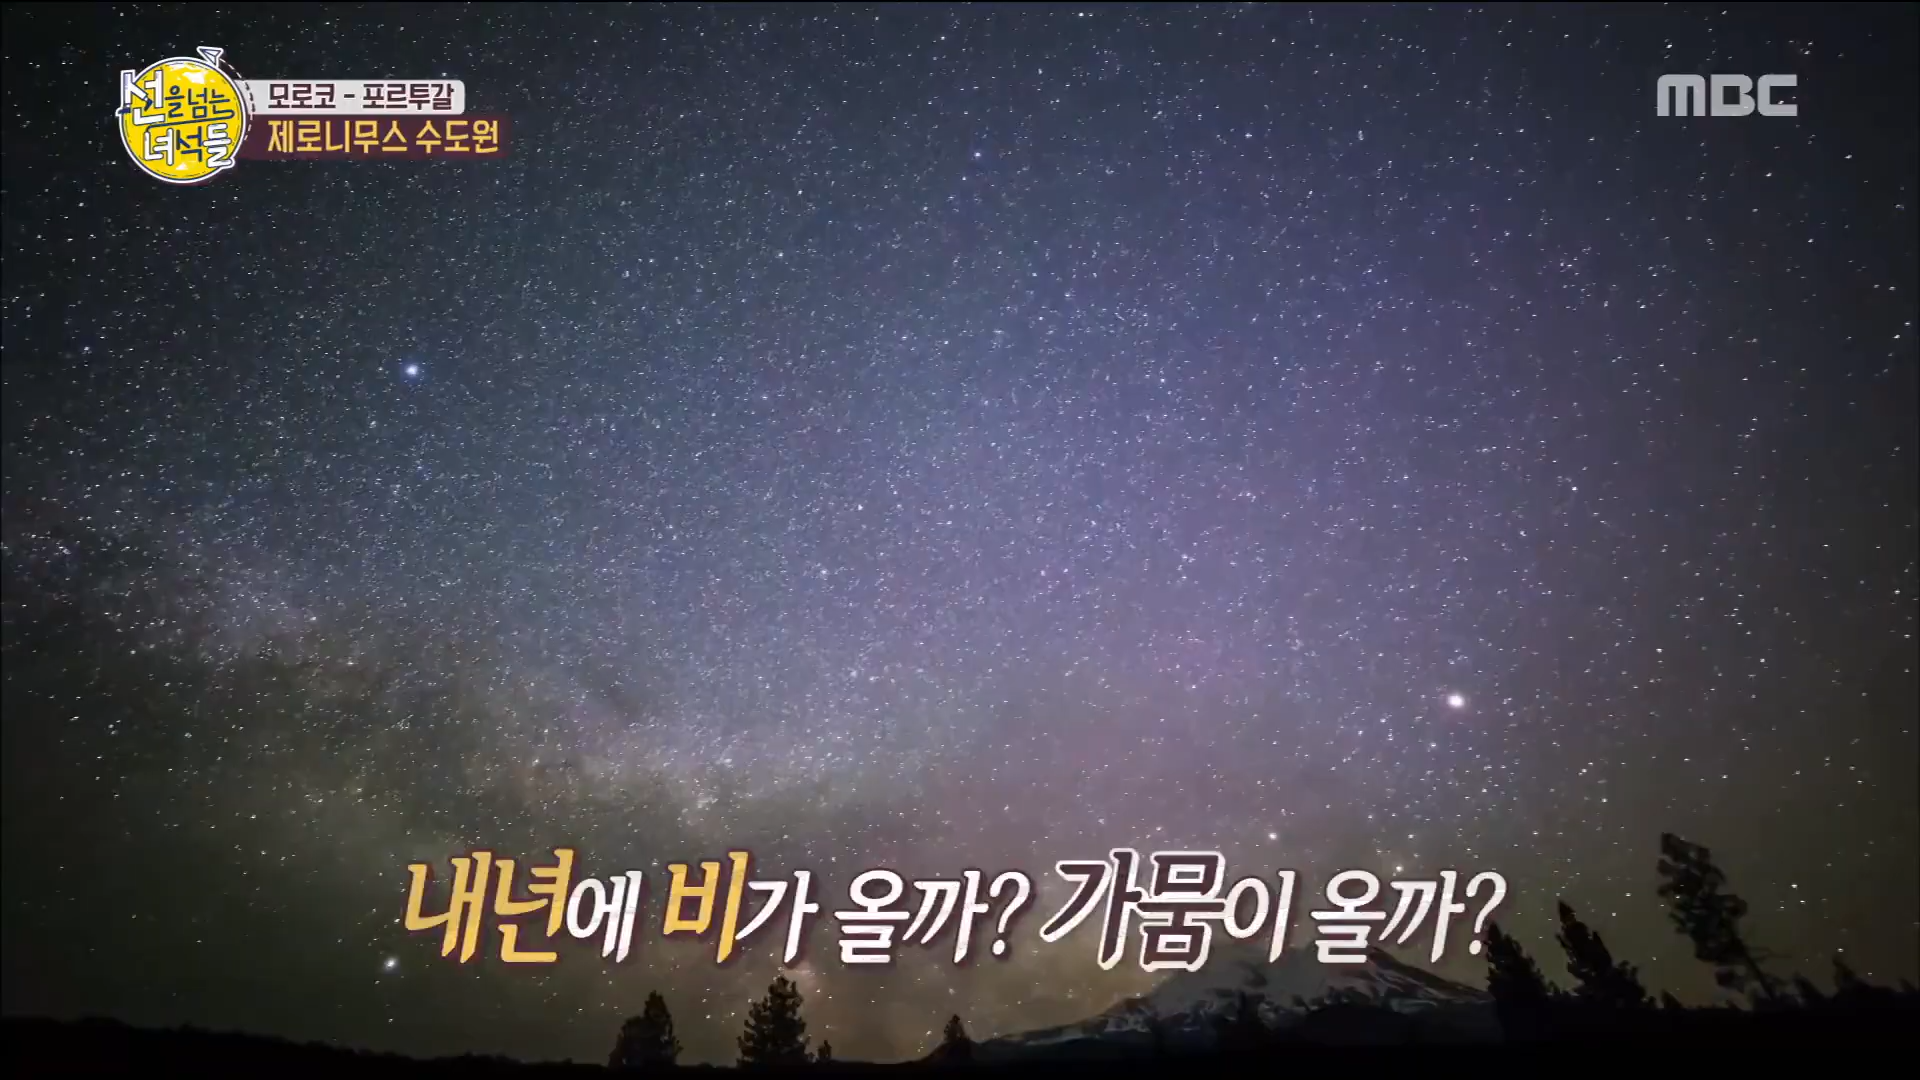 선을넘는
녀석들
모로코 - 포르투갈
제로니무스 수도원
MBC
내년에 비가 올까? 가뭄이 올까?